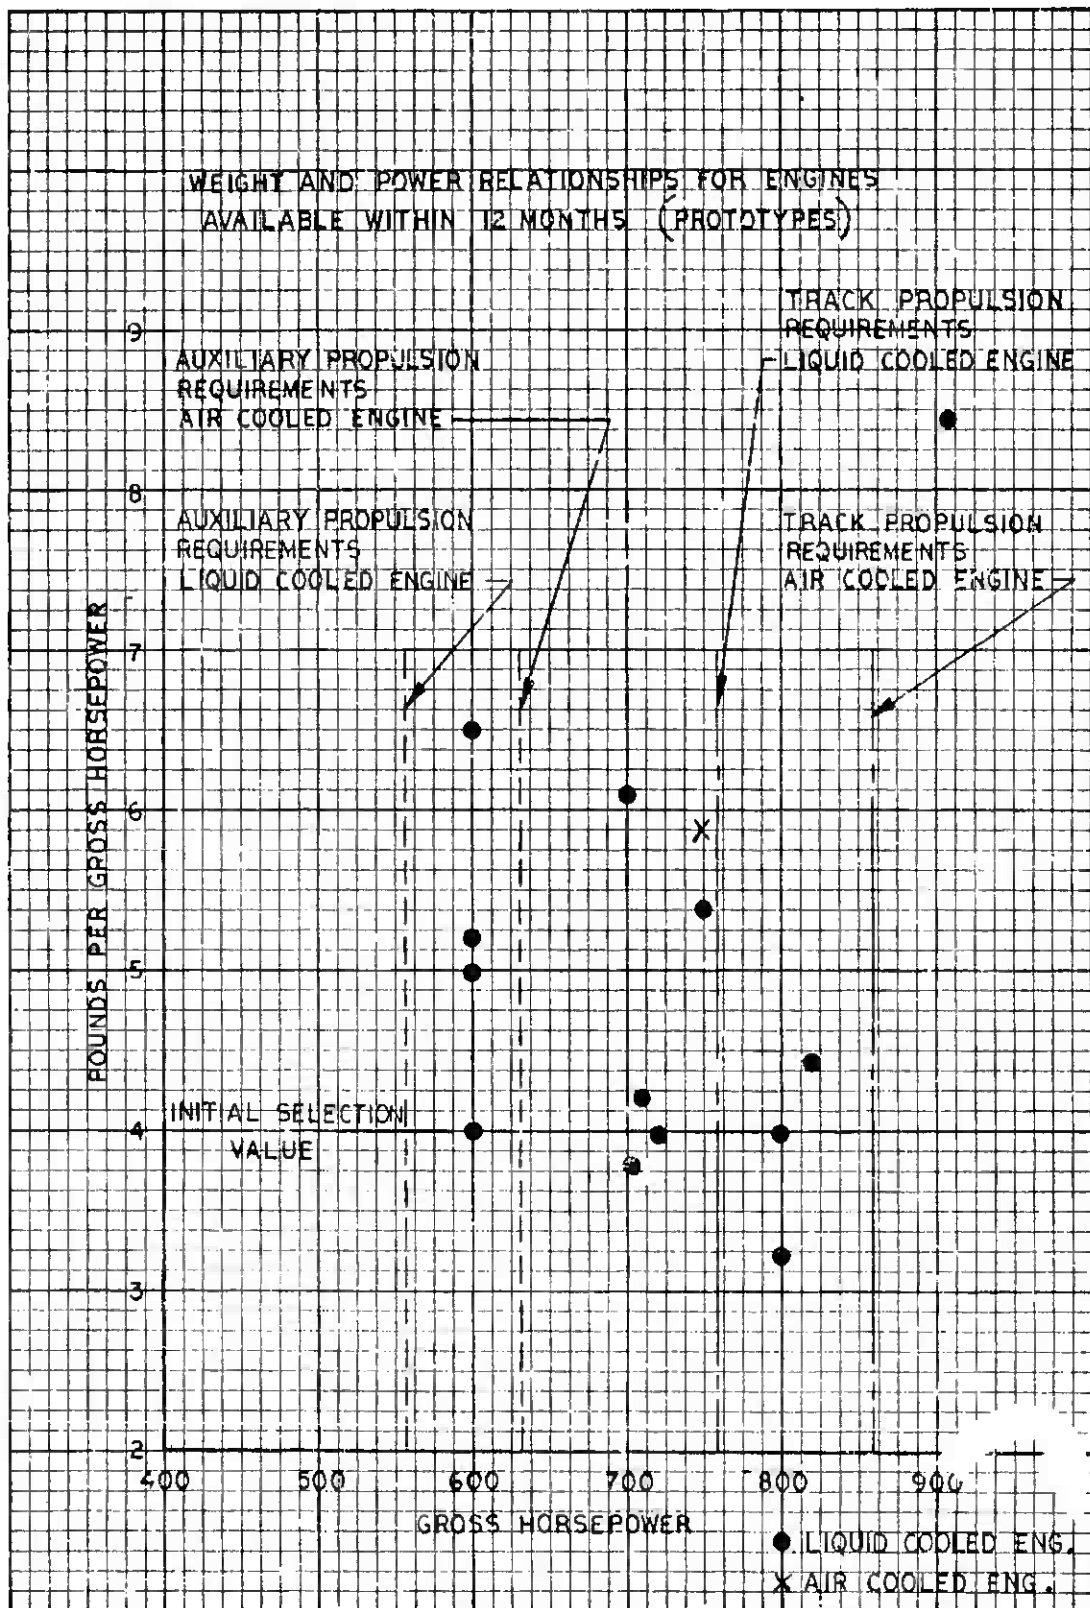 WEIGHT AND POWER RELATIONSHIPS FOR ENGINES
AVAILABLE WITHIN 12 MONTHS (PROTOTYPES)
TRACK PROPULSION
REQUIREMENTS
LIQUID COOLED ENGINE
AUXILIARY PROPULSION
REQUIREMENTS
AIR COOLED ENGINE
AUXILIARY PROPULSION
REQUIREMENTS
LIQUID COOLED ENGINE
TRACK PROPULSION
REQUIREMENTS
AIR COOLED ENGINE
POUNDS PER GROSS HORSEPOWER
9
8
7
6
5
4
3
2
INITIAL SELECTION
VALUE
400 500 600 700 800 900
GROSS HORSEPOWER
LIQUID COOLED ENG.
X AIR COOLED ENG.